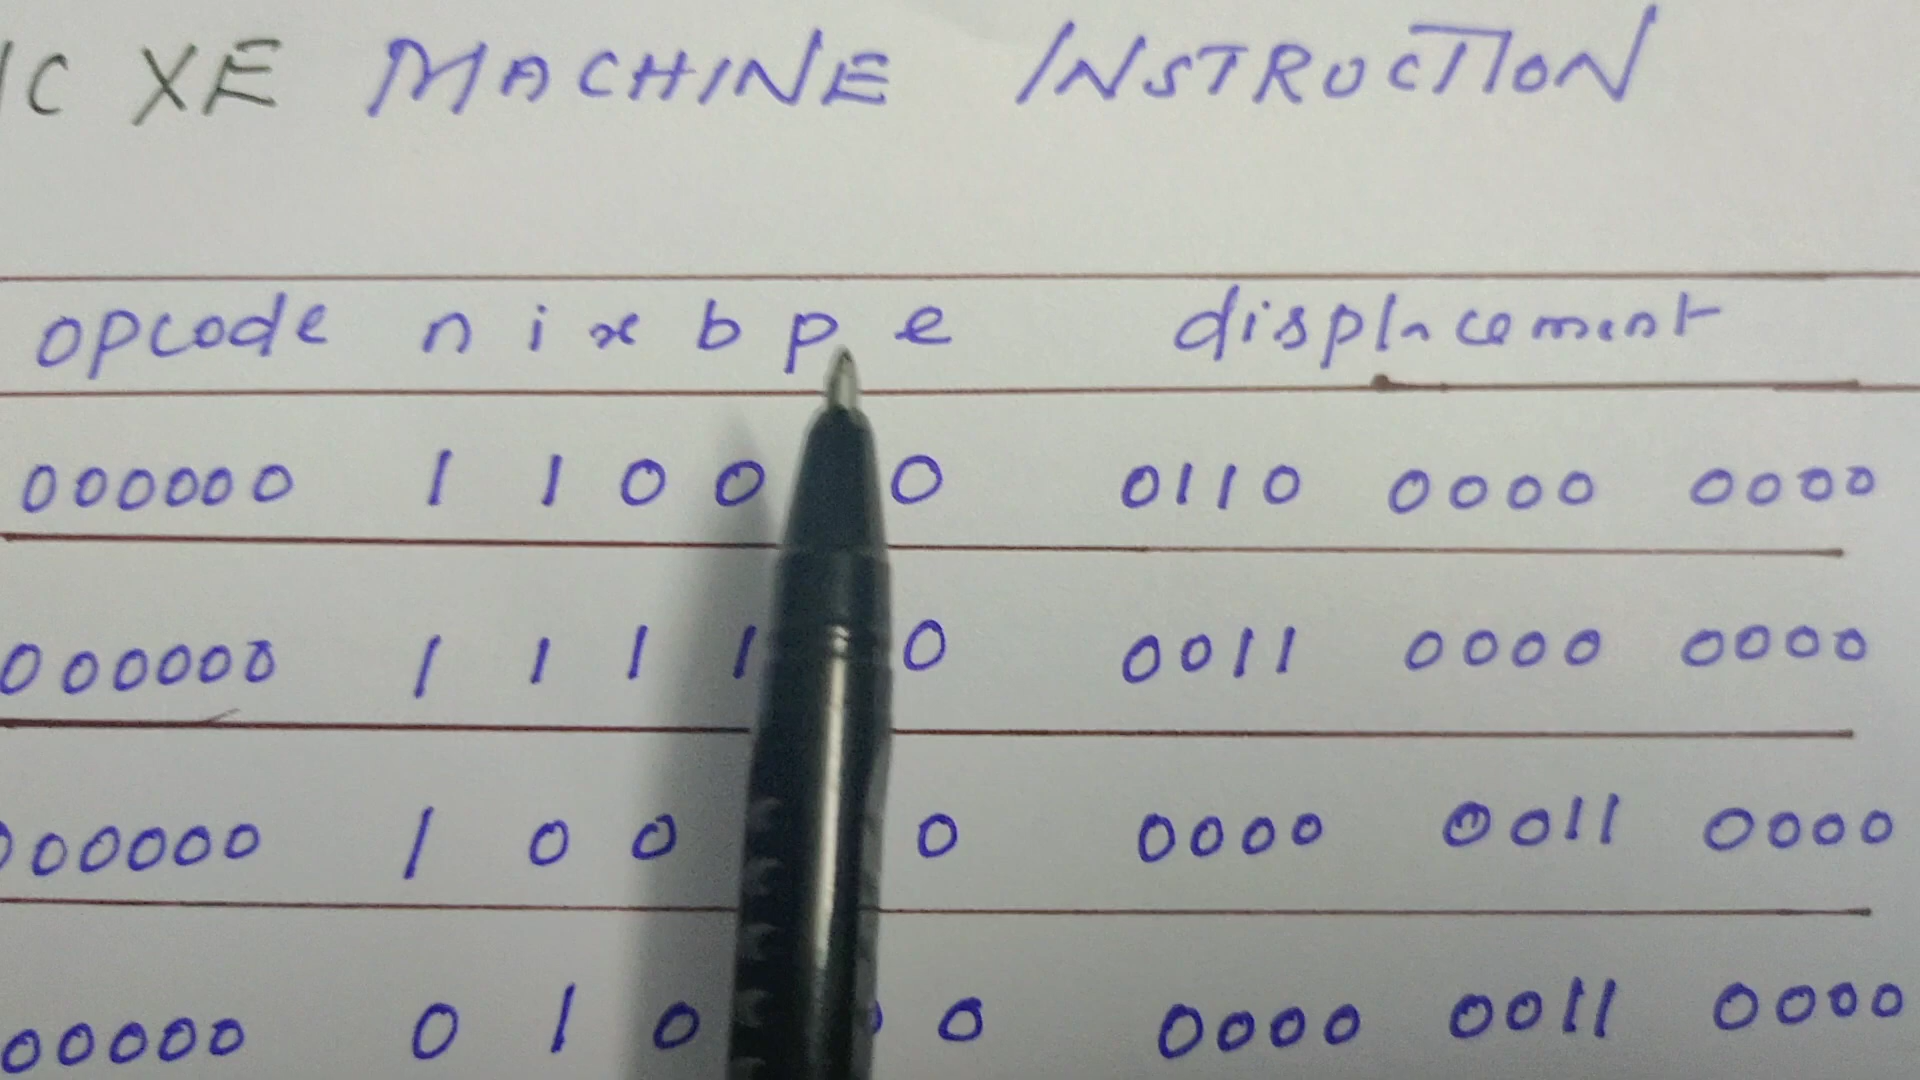 IC XE MACHINE INSTRUCTION
opcode n i x b p e displacement
000000 1 1 0 0 0 0110 0000 0000
000000 1 1 1 1 0 0011 0000 0000
000000 1 0 0 0 0000 0011 0000
00000 0 1 0 0 0000 0011 0000